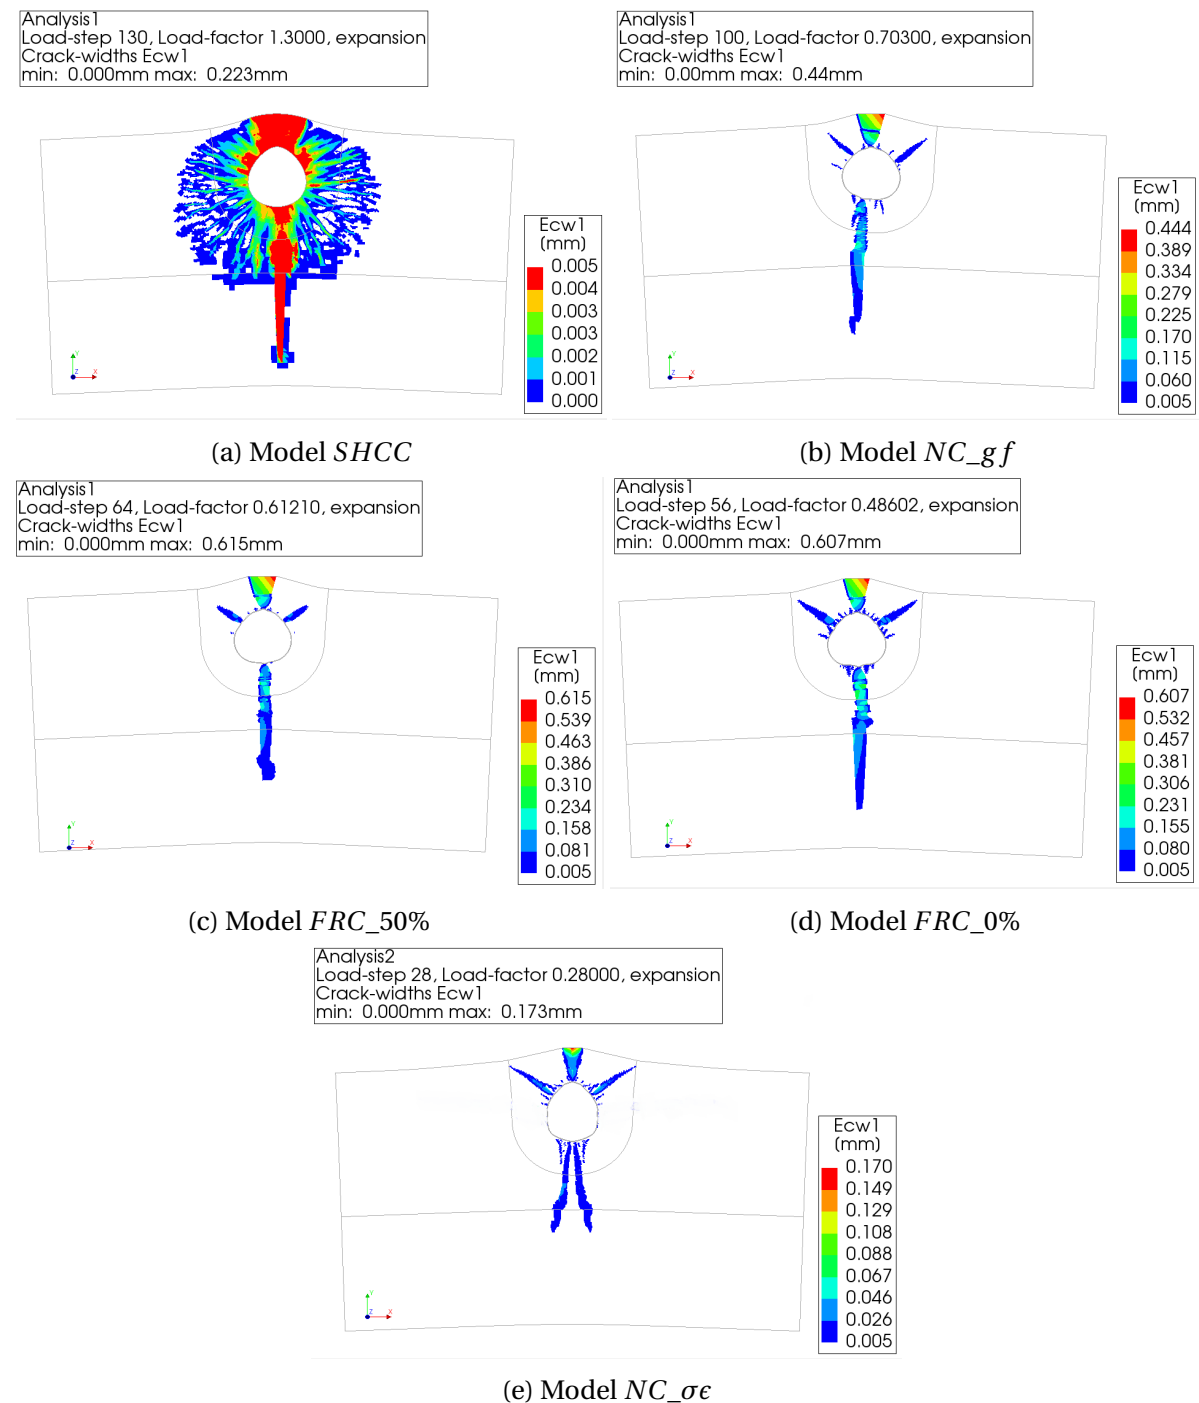 Analysis1
Load-step 130, Load-factor 1.3000, expansion
Crack-widths Ecw1
min: 0.000mm max: 0.223mm
Ecw1
(mm)
0.005
0.004
0.003
0.003
0.002
0.001
0.000
Y
Z
X
(a) Model SHCC
Analysis1
Load-step 100, Load-factor 0.70300, expansion
Crack-widths Ecw1
min: 0.00mm max: 0.44mm
Ecw1
(mm)
0.444
0.389
0.334
0.279
0.225
0.170
0.115
0.060
0.005
Y
Z
X
(b) Model NC_gf
Analysis1
Load-step 64, Load-factor 0.61210, expansion
Crack-widths Ecw1
min: 0.000mm max: 0.615mm
Ecw1
(mm)
0.615
0.539
0.463
0.386
0.310
0.234
0.158
0.081
0.005
Y
Z
X
(c) Model FRC_50%
Analysis1
Load-step 56, Load-factor 0.48602, expansion
Crack-widths Ecw1
min: 0.000mm max: 0.607mm
Ecw1
(mm)
0.607
0.532
0.457
0.381
0.306
0.231
0.155
0.080
0.005
Y
Z
X
(d) Model FRC_0%
Analysis2
Load-step 28, Load-factor 0.28000, expansion
Crack-widths Ecw1
min: 0.000mm max: 0.173mm
Ecw1
(mm)
0.170
0.149
0.129
0.108
0.088
0.067
0.046
0.026
0.005
Y
Z
X
(e) Model NC_σϵ